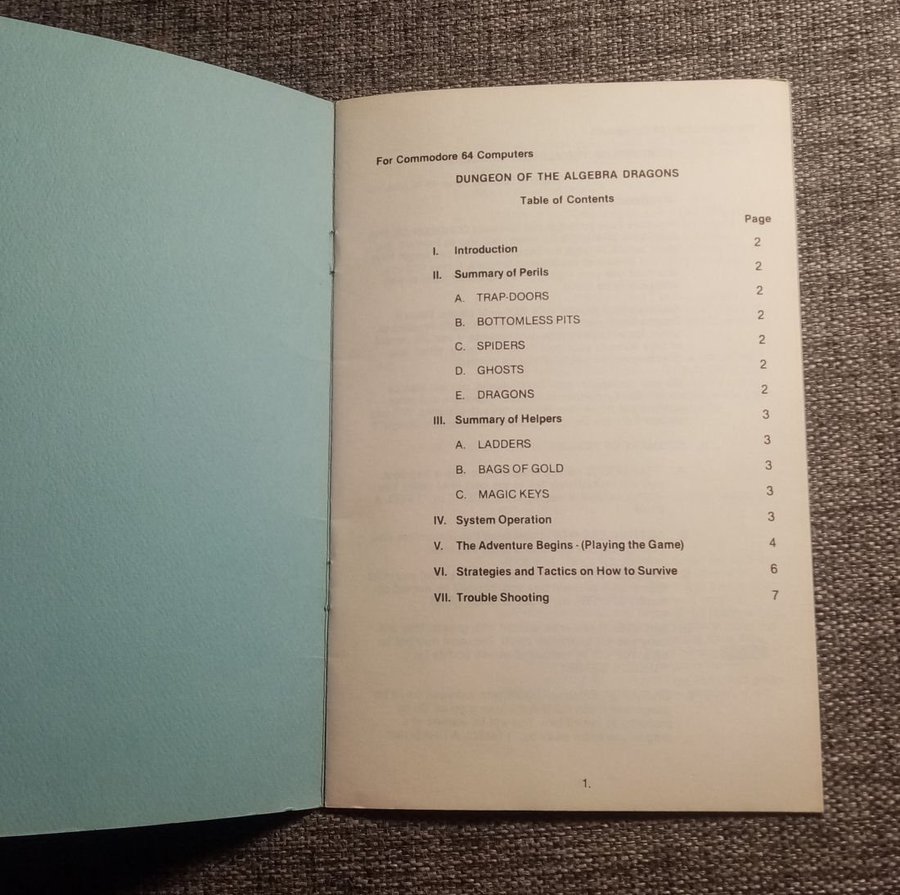 For Commodore 64 Computers
DUNGEON OF THE ALGEBRA DRAGONS
Table of Contents
Page
I. Introduction 2
II. Summary of Perils 2
A. TRAP-DOORS 2
B. BOTTOMLESS PITS 2
C. SPIDERS 2
D. GHOSTS 2
E. DRAGONS 2
III. Summary of Helpers 3
A. LADDERS 3
B. BAGS OF GOLD 3
C. MAGIC KEYS 3
IV. System Operation 3
V. The Adventure Begins - (Playing the Game) 4
VI. Strategies and Tactics on How to Survive 6
VII. Trouble Shooting 7
1.